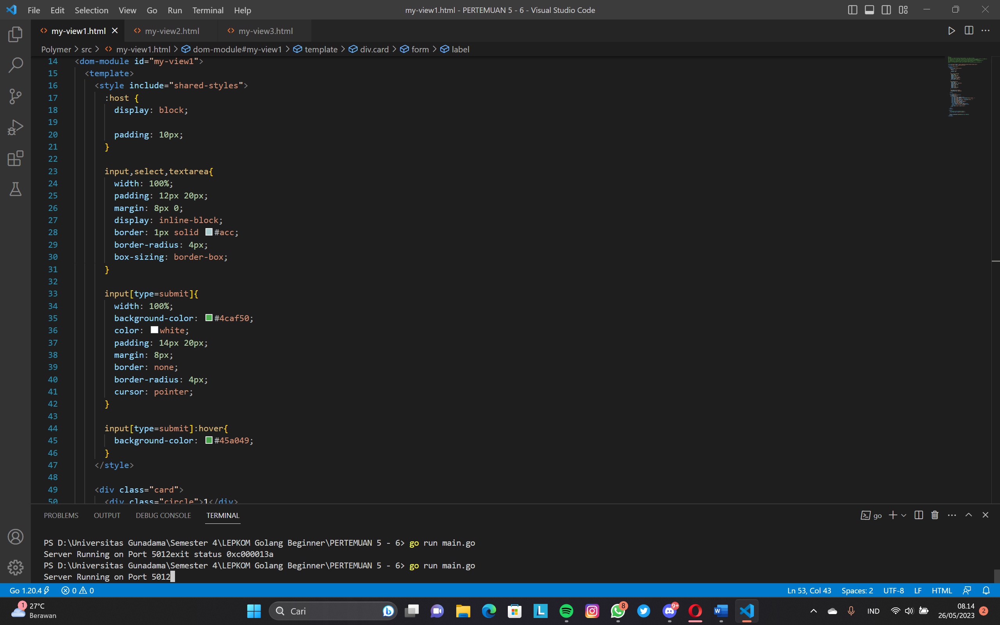 File Edit Selection View Go Run Terminal Help
my-view1.html - PERTEMUAN 5 - 6 - Visual Studio Code
my-view1.html my-view2.html my-view3.html
Polymer > src > my-view1.html > dom-module#my-view1 > template > div.card > form > label
14 <dom-module id="my-view1">
15 <template>
16 <style include="shared-styles">
17 :host {
18 display: block;
19
20 padding: 10px;
21 }
22
23 input,select,textarea{
24 width: 100%;
25 padding: 12px 20px;
26 margin: 8px 0;
27 display: inline-block;
28 border: 1px solid #acc;
29 border-radius: 4px;
30 box-sizing: border-box;
31 }
32
33 input[type=submit]{
34 width: 100%;
35 background-color: #4caf50;
36 color: white;
37 padding: 14px 20px;
38 margin: 8px;
39 border: none;
40 border-radius: 4px;
41 cursor: pointer;
42 }
43
44 input[type=submit]:hover{
45 background-color: #45a049;
46 }
47 </style>
48
49 <div class="card">
50 <div class="circle">1</div>
PROBLEMS OUTPUT DEBUG CONSOLE TERMINAL
go
PS D:\Universitas Gunadama\Semester 4\LEPKOM Golang Beginner\PERTEMUAN 5 - 6> go run main.go
Server Running on Port 5012exit status 0xc000013a
PS D:\Universitas Gunadama\Semester 4\LEPKOM Golang Beginner\PERTEMUAN 5 - 6> go run main.go
Server Running on Port 5012
Go 1.20.4 0 0 Ln 53, Col 43 Spaces: 2 UTF-8 LF HTML
1 27°C
Berawan
Cari
8
9+
IND
08.14
26/05/2023
2